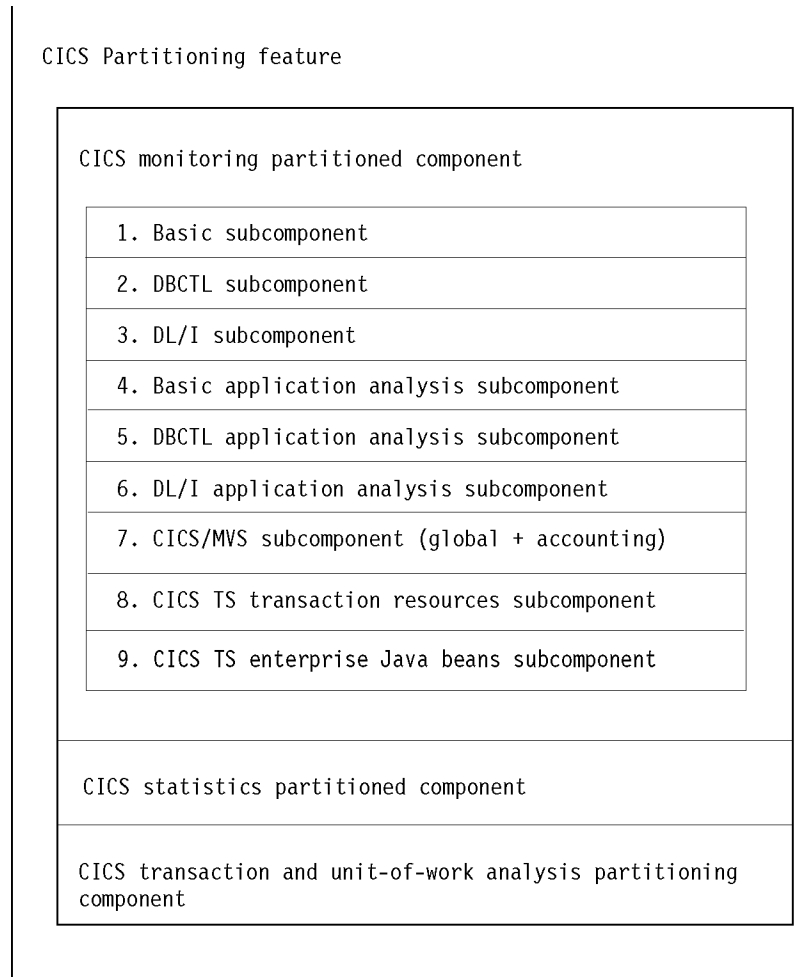 CICS Partitioning feature
CICS monitoring partitioned component
1. Basic subcomponent
2. DBCTL subcomponent
3. DL/I subcomponent
4. Basic application analysis subcomponent
5. DBCTL application analysis subcomponent
6. DL/I application analysis subcomponent
7. CICS/MVS subcomponent (global + accounting)
8. CICS TS transaction resources subcomponent
9. CICS TS enterprise Java beans subcomponent
CICS statistics partitioned component
CICS transaction and unit-of-work analysis partitioning
component